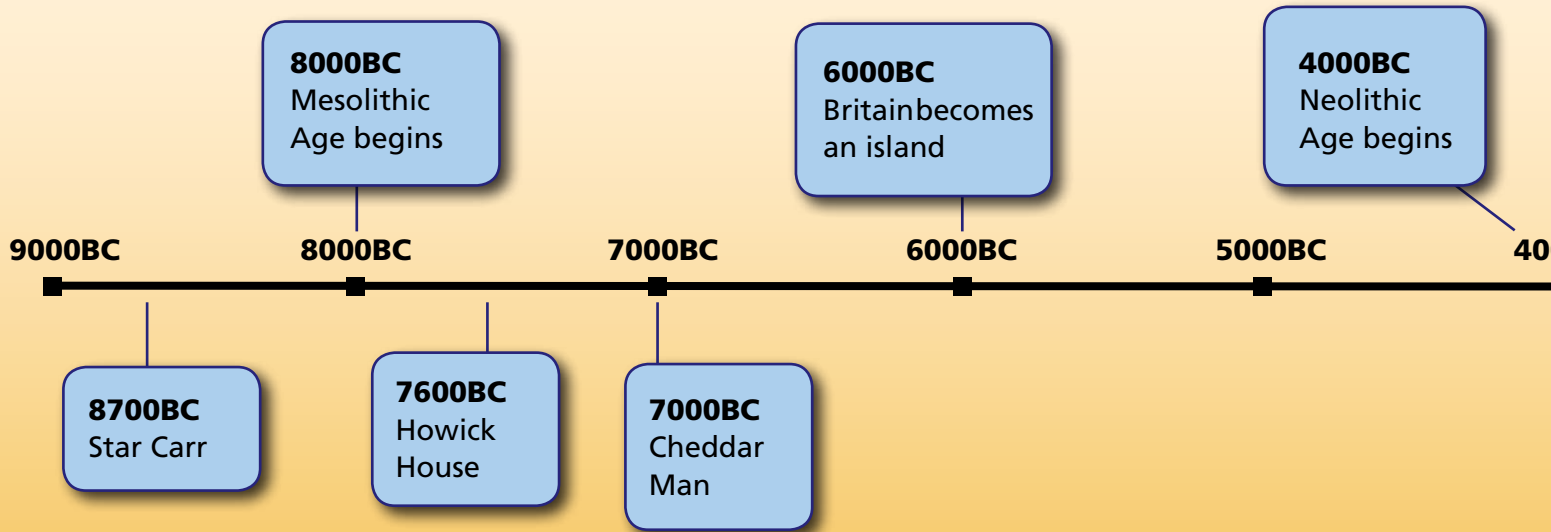 8000BC
Mesolithic
Age begins
6000BC
Britainbecomes
an island
4000BC
Neolithic
Age begins
9000BC 8000BC 7000BC 6000BC 5000BC 40
8700BC
Star Carr
7600BC
Howick
House
7000BC
Cheddar
Man